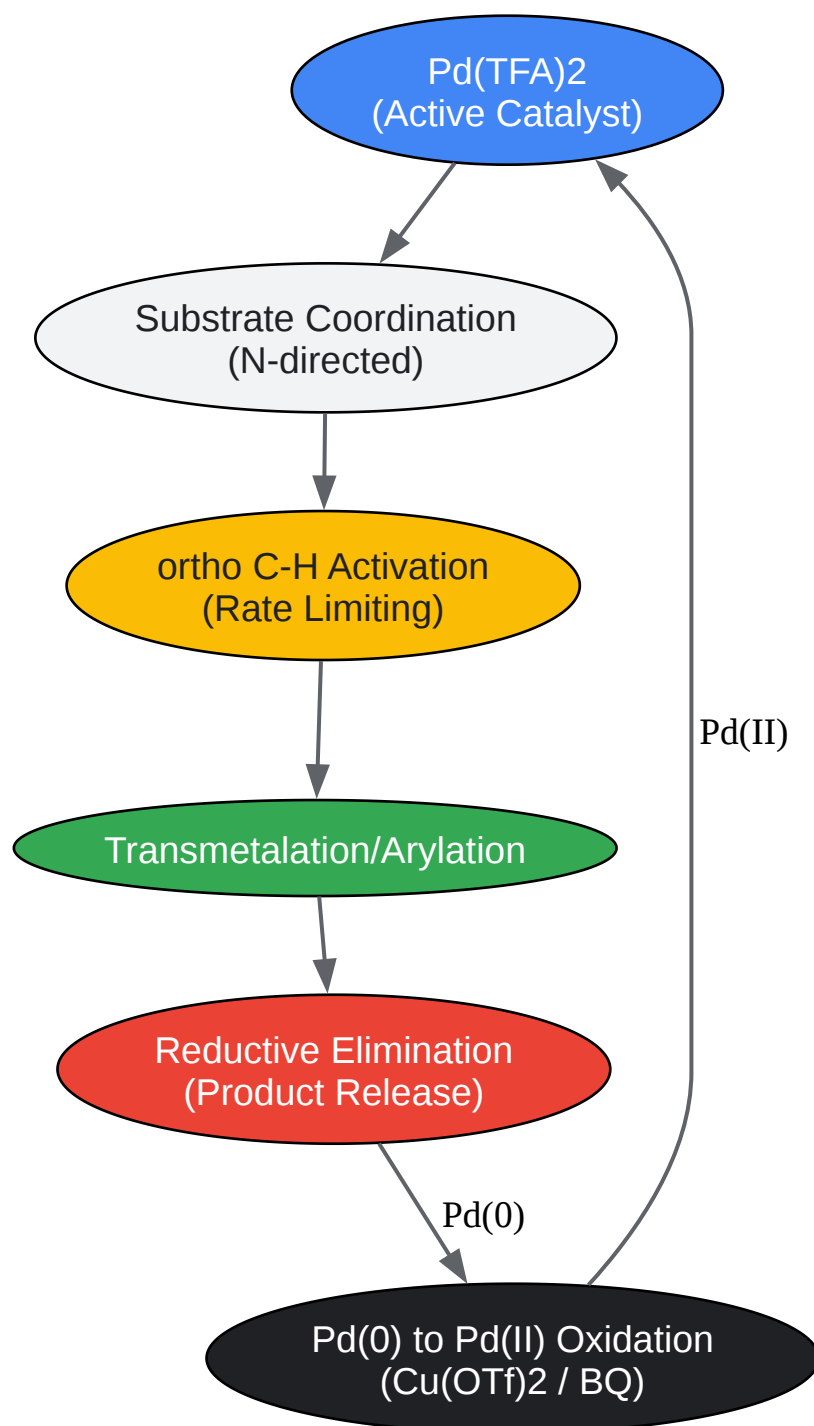 Pd(TFA)2
(Active Catalyst)
Substrate Coordination
(N-directed)
ortho C-H Activation
(Rate Limiting)
Pd(II)
Transmetalation/Arylation
Reductive Elimination
(Product Release)
Pd(0)
Pd(0) to Pd(II) Oxidation
(Cu(OTf)2 / BQ)